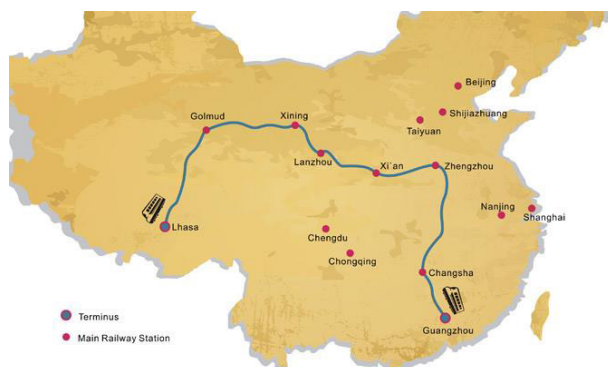 Beijing
Golmud
Xining
Shijiazhuang
Taiyuan
Lanzhou
Xi'an
Zhengzhou
Nanjing
Shanghai
Lhasa
Chengdu
Chongqing
Changsha
Terminus
Guangzhou
Main Railway Station